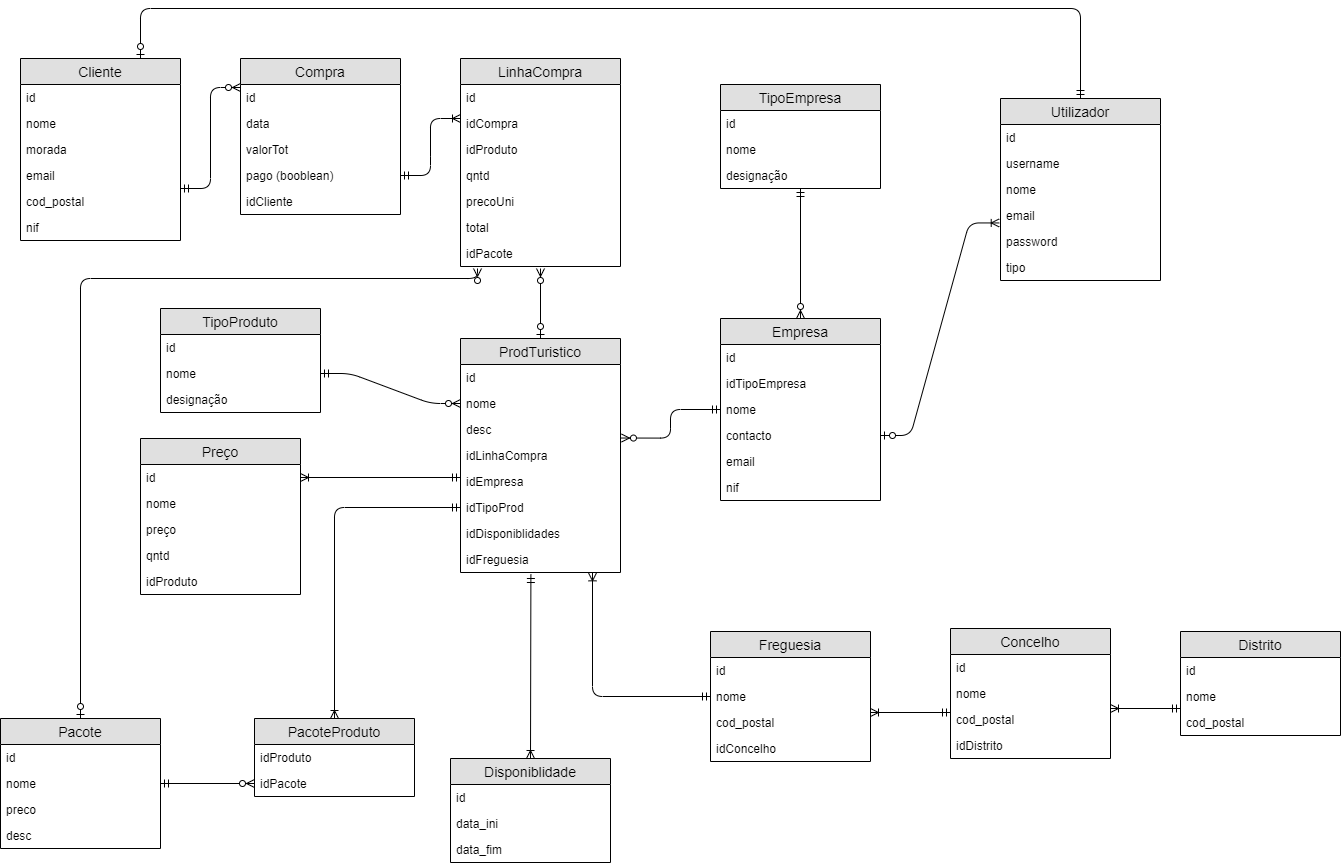 Cliente
id
nome
morada
email
cod_postal
nif
Compra
id
data
valorTot
pago (booblean)
idCliente
LinhaCompra
id
idCompra
idProduto
qntd
precoUni
total
idPacote
TipoEmpresa
id
nome
designação
Utilizador
id
username
nome
email
password
tipo
TipoProduto
id
nome
designação
ProdTuristico
id
nome
desc
idLinhaCompra
idEmpresa
idTipoProd
idDisponiblidades
idFreguesia
Empresa
id
idTipoEmpresa
nome
contacto
email
nif
Preço
id
nome
preço
qntd
idProduto
Freguesia
id
nome
cod_postal
idConcelho
Concelho
id
nome
cod_postal
idDistrito
Distrito
id
nome
cod_postal
Pacote
id
nome
preco
desc
PacoteProduto
idProduto
idPacote
Disponiblidade
id
data_ini
data_fim